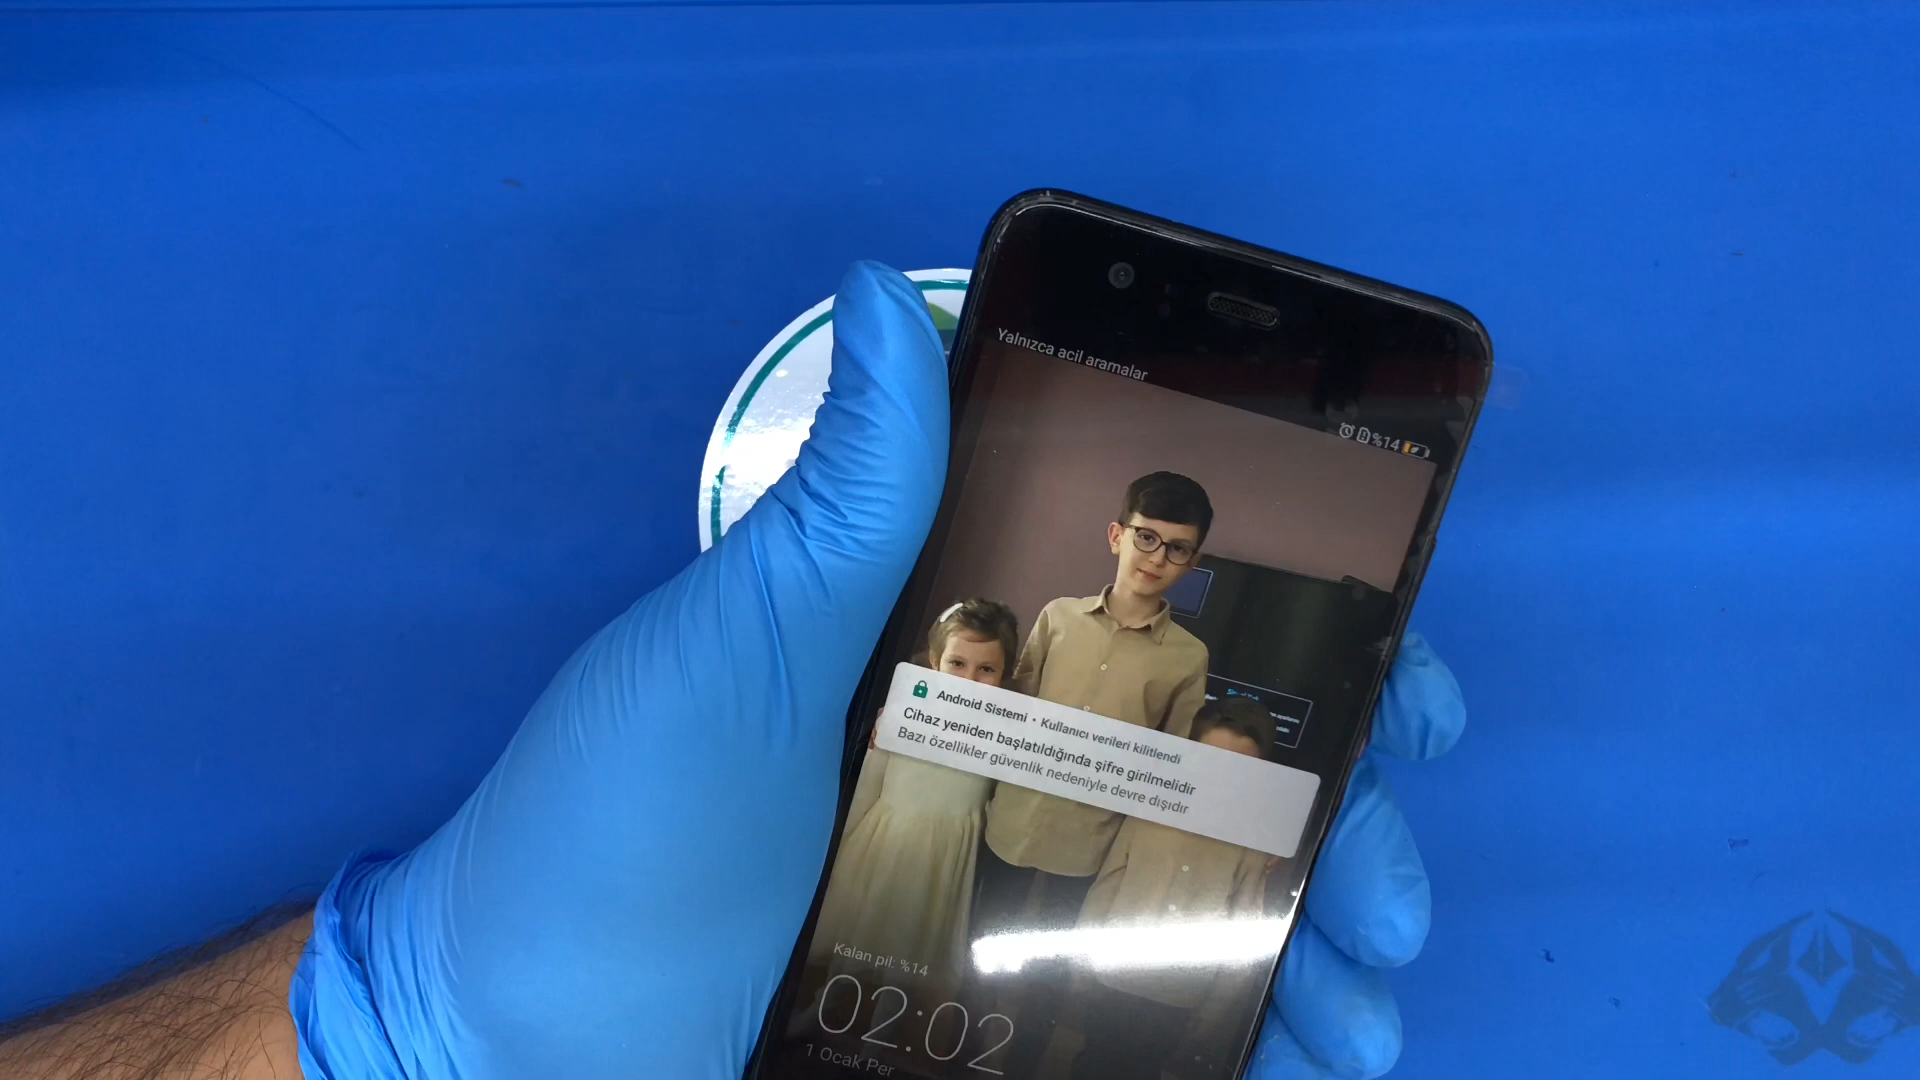 Yalnızca acil aramalar
%14
Android Sistemi • Kullanıcı verileri kilitlendi
Cihaz yeniden başlatıldığında şifre girilmelidir
Bazı özellikler güvenlik nedeniyle devre dışıdır
Kalan pil: %14
02:02
1 Ocak Per